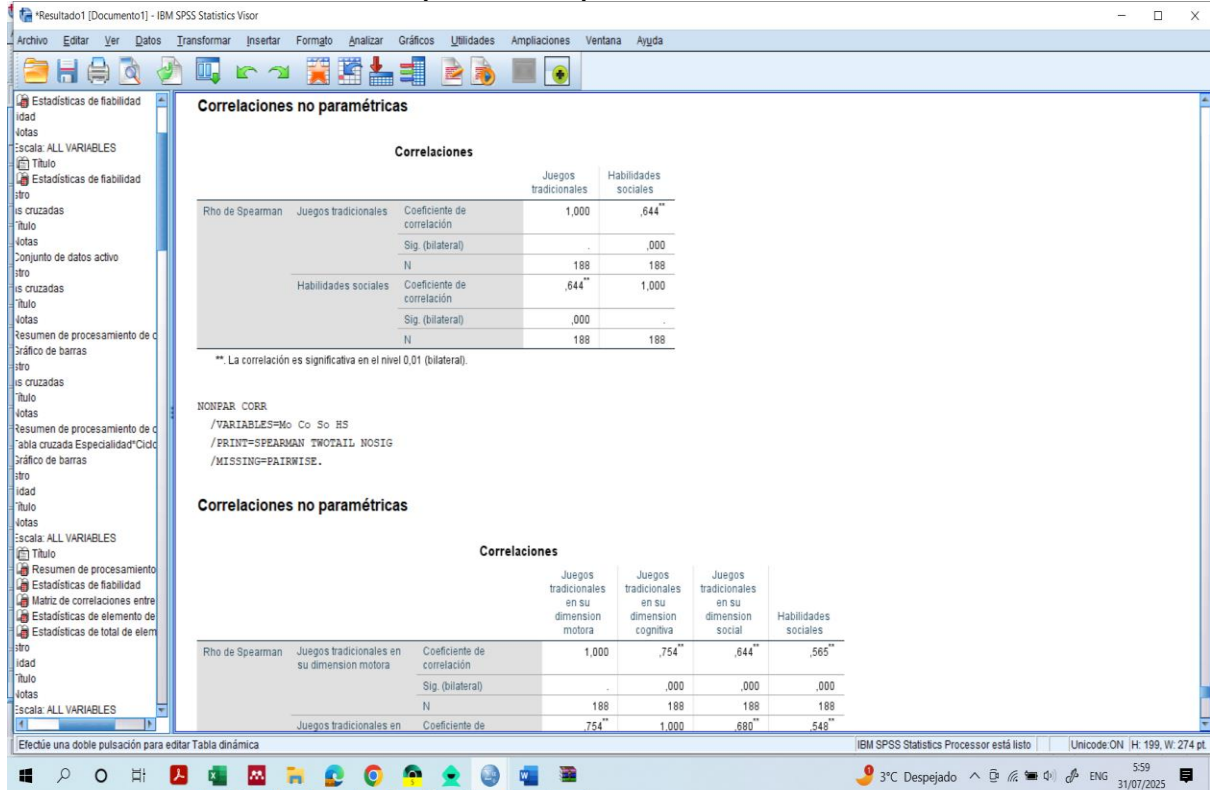 *Resultado1 [Documento1] - IBM SPSS Statistics Visor
Archivo Editar Ver Datos Transformar Insertar Formato Analizar Gráficos Utilidades Ampliaciones Ventana Ayuda
Estadísticas de fiabilidad
idad
Notas
Escala: ALL VARIABLES
Título
Estadísticas de fiabilidad
stro
as cruzadas
Título
Notas
Conjunto de datos activo
stro
as cruzadas
Título
Notas
Resumen de procesamiento de c
Gráfico de barras
stro
as cruzadas
Título
Notas
Resumen de procesamiento de c
Tabla cruzada Especialidad*Ciclo
Gráfico de barras
stro
idad
Título
Notas
Escala: ALL VARIABLES
Título
Resumen de procesamiento
Estadísticas de fiabilidad
Matriz de correlaciones entre
Estadísticas de elemento de
Estadísticas de total de elem
stro
idad
Título
Notas
Escala: ALL VARIABLES
Correlaciones no paramétricas
Correlaciones
Juegos tradicionales Habilidades sociales
Rho de Spearman Juegos tradicionales Coeficiente de correlación 1,000 ,644**
Sig. (bilateral) . ,000
N 188 188
Habilidades sociales Coeficiente de correlación ,644** 1,000
Sig. (bilateral) ,000 .
N 188 188
**. La correlación es significativa en el nivel 0,01 (bilateral).
NONPAR CORR
/VARIABLES=Mo Co So HS
/PRINT=SPEARMAN TWOTAIL NOSIG
/MISSING=PAIRWISE.
Correlaciones no paramétricas
Correlaciones
Juegos tradicionales en su dimension motora Juegos tradicionales en su dimension cognitiva Juegos tradicionales en su dimension social Habilidades sociales
Rho de Spearman Juegos tradicionales en su dimension motora Coeficiente de correlación 1,000 ,754** ,644** ,565**
Sig. (bilateral) . ,000 ,000 ,000
N 188 188 188 188
Juegos tradicionales en Coeficiente de ,754** 1,000 ,680** ,548**
Efectúe una doble pulsación para editar Tabla dinámica IBM SPSS Statistics Processor está listo Unicode:ON H: 199, W: 274 pt.
3°C Despejado ENG 5:59
31/07/2025